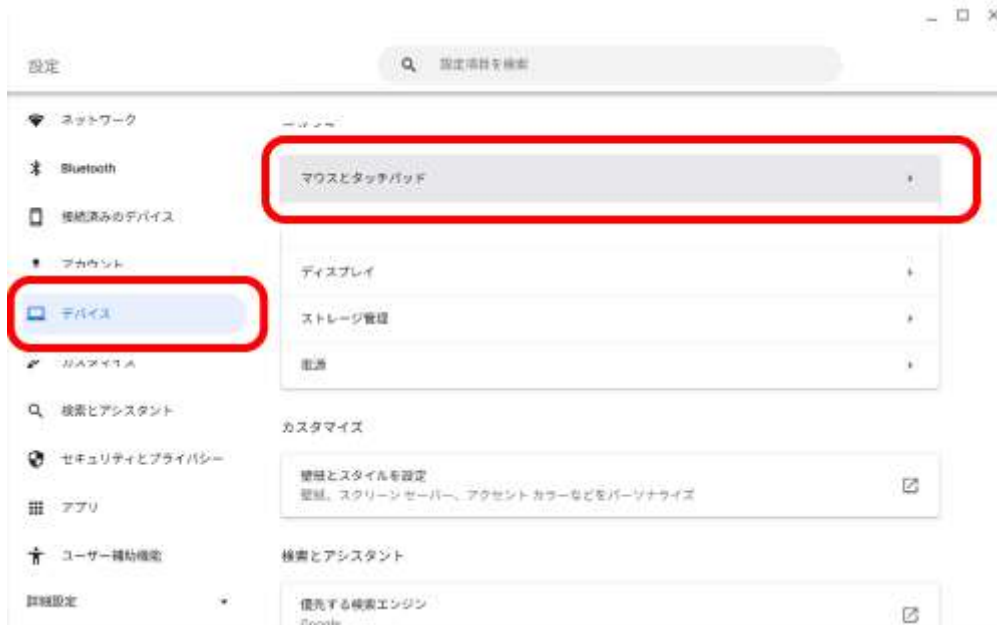 設定
設定項目を検索
ネットワーク
Bluetooth
接続済みのデバイス
アカウント
デバイス
カスタマイズ
検索とアシスタント
セキュリティとプライバシー
アプリ
ユーザー補助機能
詳細設定
マウスとタッチパッド
ディスプレイ
ストレージ管理
電源
カスタマイズ
壁紙とスタイルを設定
壁紙、スクリーン セーバー、アクセント カラーなどをパーソナライズ
検索とアシスタント
優先する検索エンジン
Google